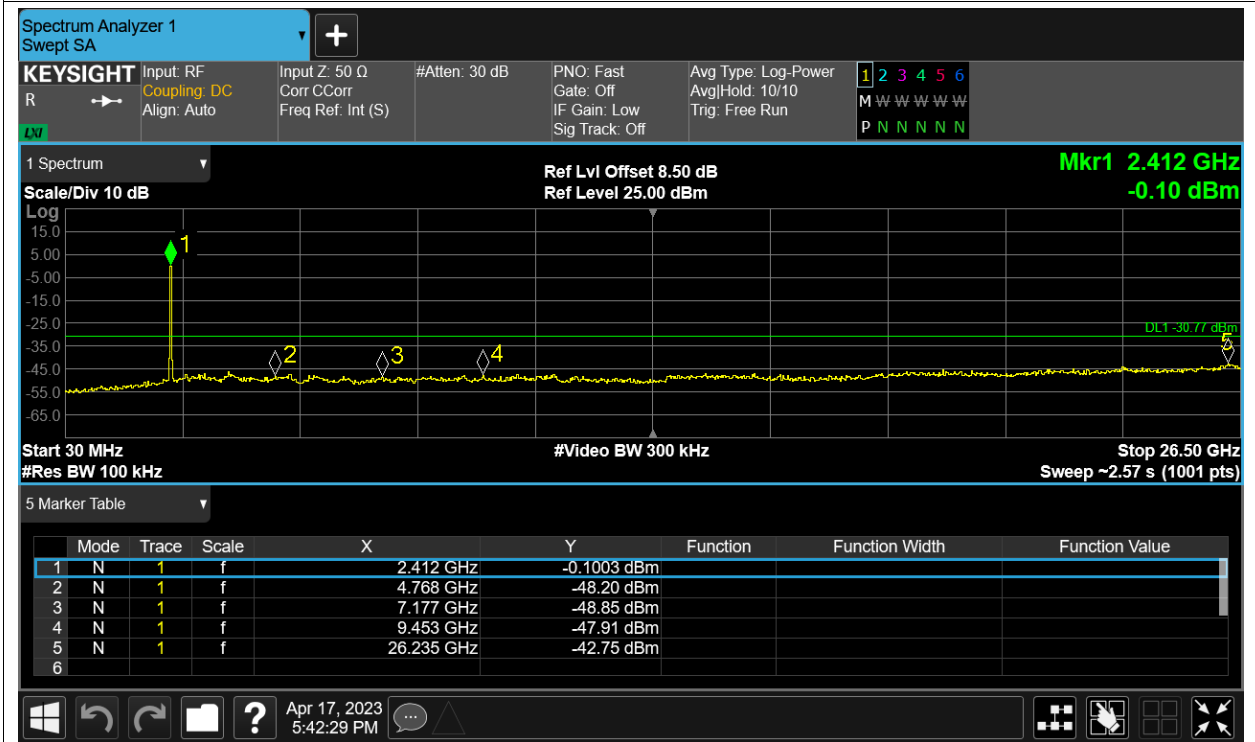 Spectrum Analyzer 1
Swept SA
+
KEYSIGHT Input: RF Input Z: 50 Ω #Atten: 30 dB PNO: Fast Avg Type: Log-Power 1 2 3 4 5 6
R Coupling: DC Corr CCorr Gate: Off Avg|Hold: 10/10 M W W W W W
Align: Auto Freq Ref: Int (S) IF Gain: Low Trig: Free Run
LXI Sig Track: Off P N N N N N
1 Spectrum
Ref Lvl Offset 8.50 dB Mkr1 2.412 GHz
Scale/Div 10 dB Ref Level 25.00 dBm -0.10 dBm
Log
15.0
1
5.00
-5.00
-15.0
-25.0
DL1 -30.77 dBm
-35.0
2 3 4 5
-45.0
-55.0
-65.0
Start 30 MHz #Video BW 300 kHz Stop 26.50 GHz
#Res BW 100 kHz Sweep ~2.57 s (1001 pts)
5 Marker Table
Mode Trace Scale X Y Function Function Width Function Value
1 N 1 f 2.412 GHz -0.1003 dBm
2 N 1 f 4.768 GHz -48.20 dBm
3 N 1 f 7.177 GHz -48.85 dBm
4 N 1 f 9.453 GHz -47.91 dBm
5 N 1 f 26.235 GHz -42.75 dBm
6
? Apr 17, 2023
5:42:29 PM